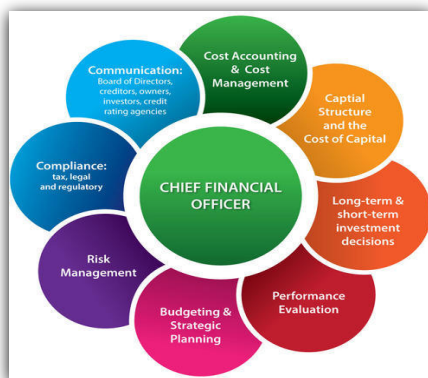 Cost Accounting
& Cost
Management
Captial
Structure
and the
Cost of Capital
Long-term &
short-term
investment
decisions
Performance
Evaluation
Budgeting &
Strategic
Planning
Risk
Management
Compliance:
tax, legal
and regulatory
Communication:
Board of Directors,
creditors, owners,
investors, credit
rating agencies
CHIEF FINANCIAL
OFFICER